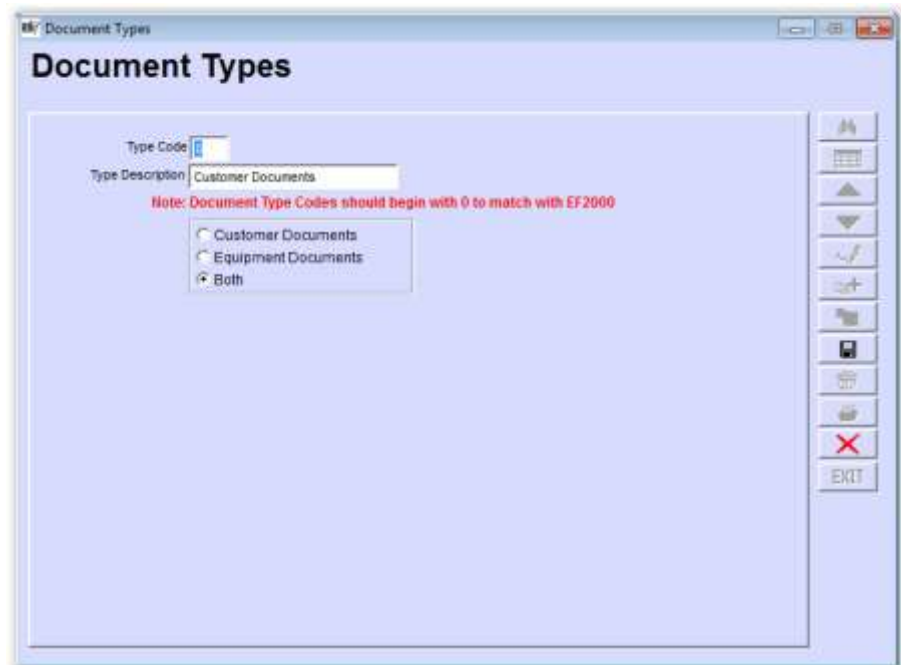 Document Types
Document Types
Type Code 0
Type Description Customer Documents
Note: Document Type Codes should begin with 0 to match with EF2000
Customer Documents
Equipment Documents
Both
EXIT